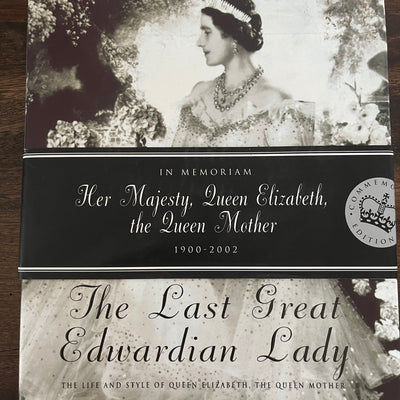 IN MEMORIAM
Her Majesty, Queen Elizabeth,
the Queen Mother
1900-2002
EDITION
The Last Great
Edwardian Lady
THE LIFE AND STYLE OF QUEEN ELIZABETH, THE QUEEN MOTHER